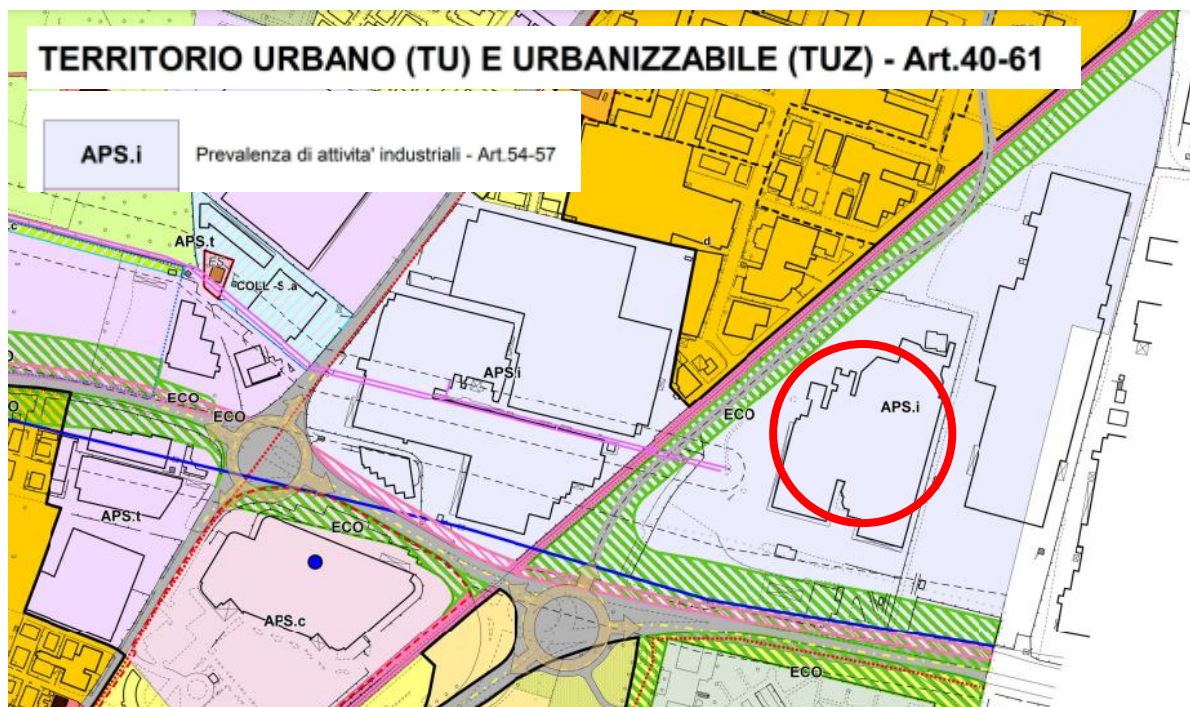 TERRITORIO URBANO (TU) E URBANIZZABILE (TUZ) - Art.40-61
APS.i
Prevalenza di attivita' industriali - Art.54-57
APS.t
ES
COLL -S .a
d
APS.i
ECO
ECO
ECO
APS.i
APS.t
ECO
APS.c
ECO